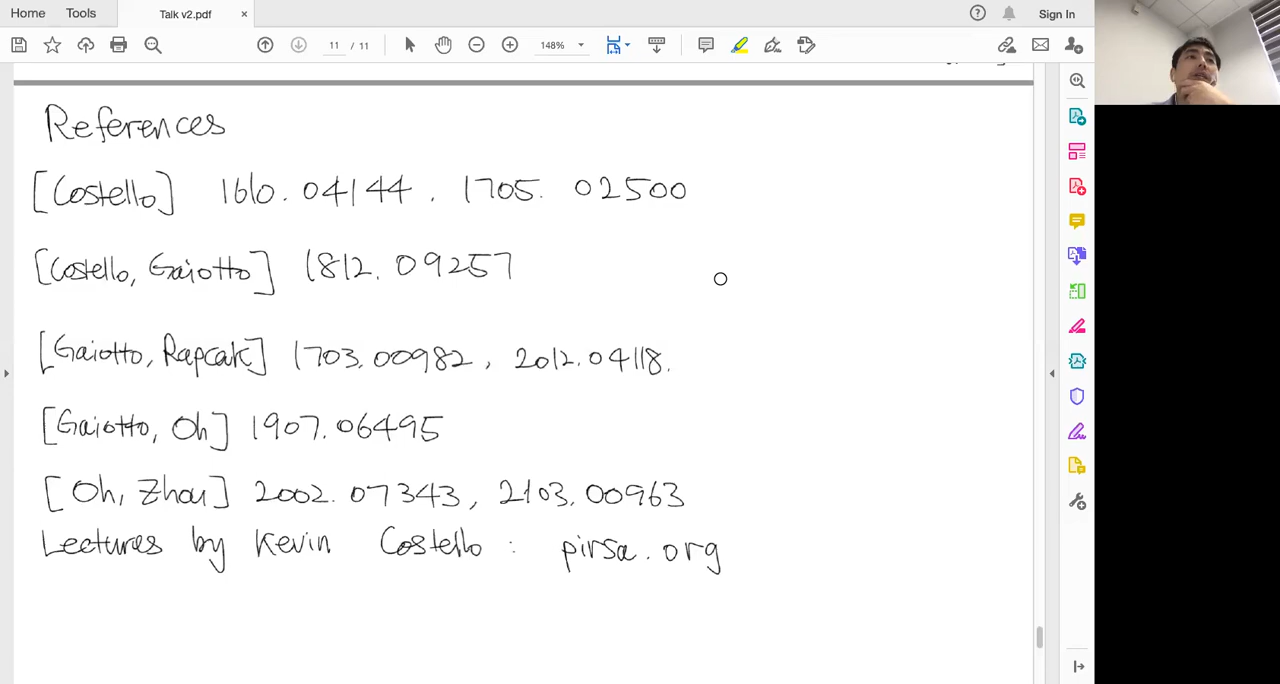 Home Tools Talk v2.pdf × Sign In
11 / 11 148%
References
[Costello] 1610.04144 , 1705.02500
[Costello, Gaiotto] 1812.09257
[Gaiotto, Rapcak] 1703.00982, 2012.04118.
[Gaiotto, Oh] 1907.06495
[Oh, Zhou] 2002.07343, 2103.00963
Lectures by Kevin Costello : pirsa.org